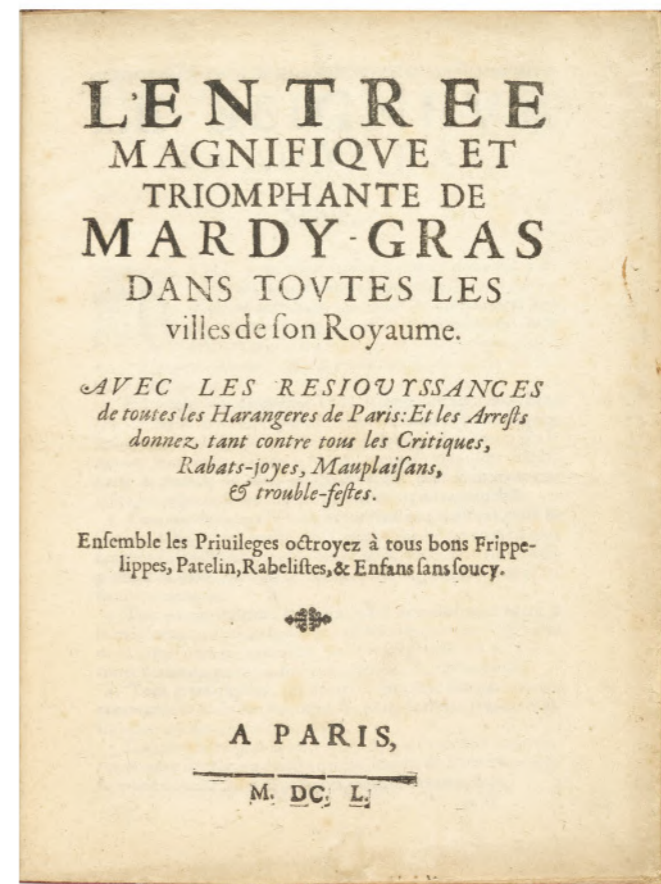 L'ENTREE
MAGNIFIQVE ET
TRIOMPHANTE DE
MARDY-GRAS
DANS TOVTES LES
villes de ſon Royaume.
AVEC LES RESIOVYSSANCES
de toutes les Harangeres de Paris: Et les Arreſts
donnez, tant contre tous les Critiques,
Rabats-joyes, Mauplaiſans,
& trouble-feſtes.
Enſemble les Priuileges octroyez à tous bons Frippe-
lippes, Patelin, Rabeliſtes, & Enfans ſans ſoucy.
A PARIS,
M. DC. L.